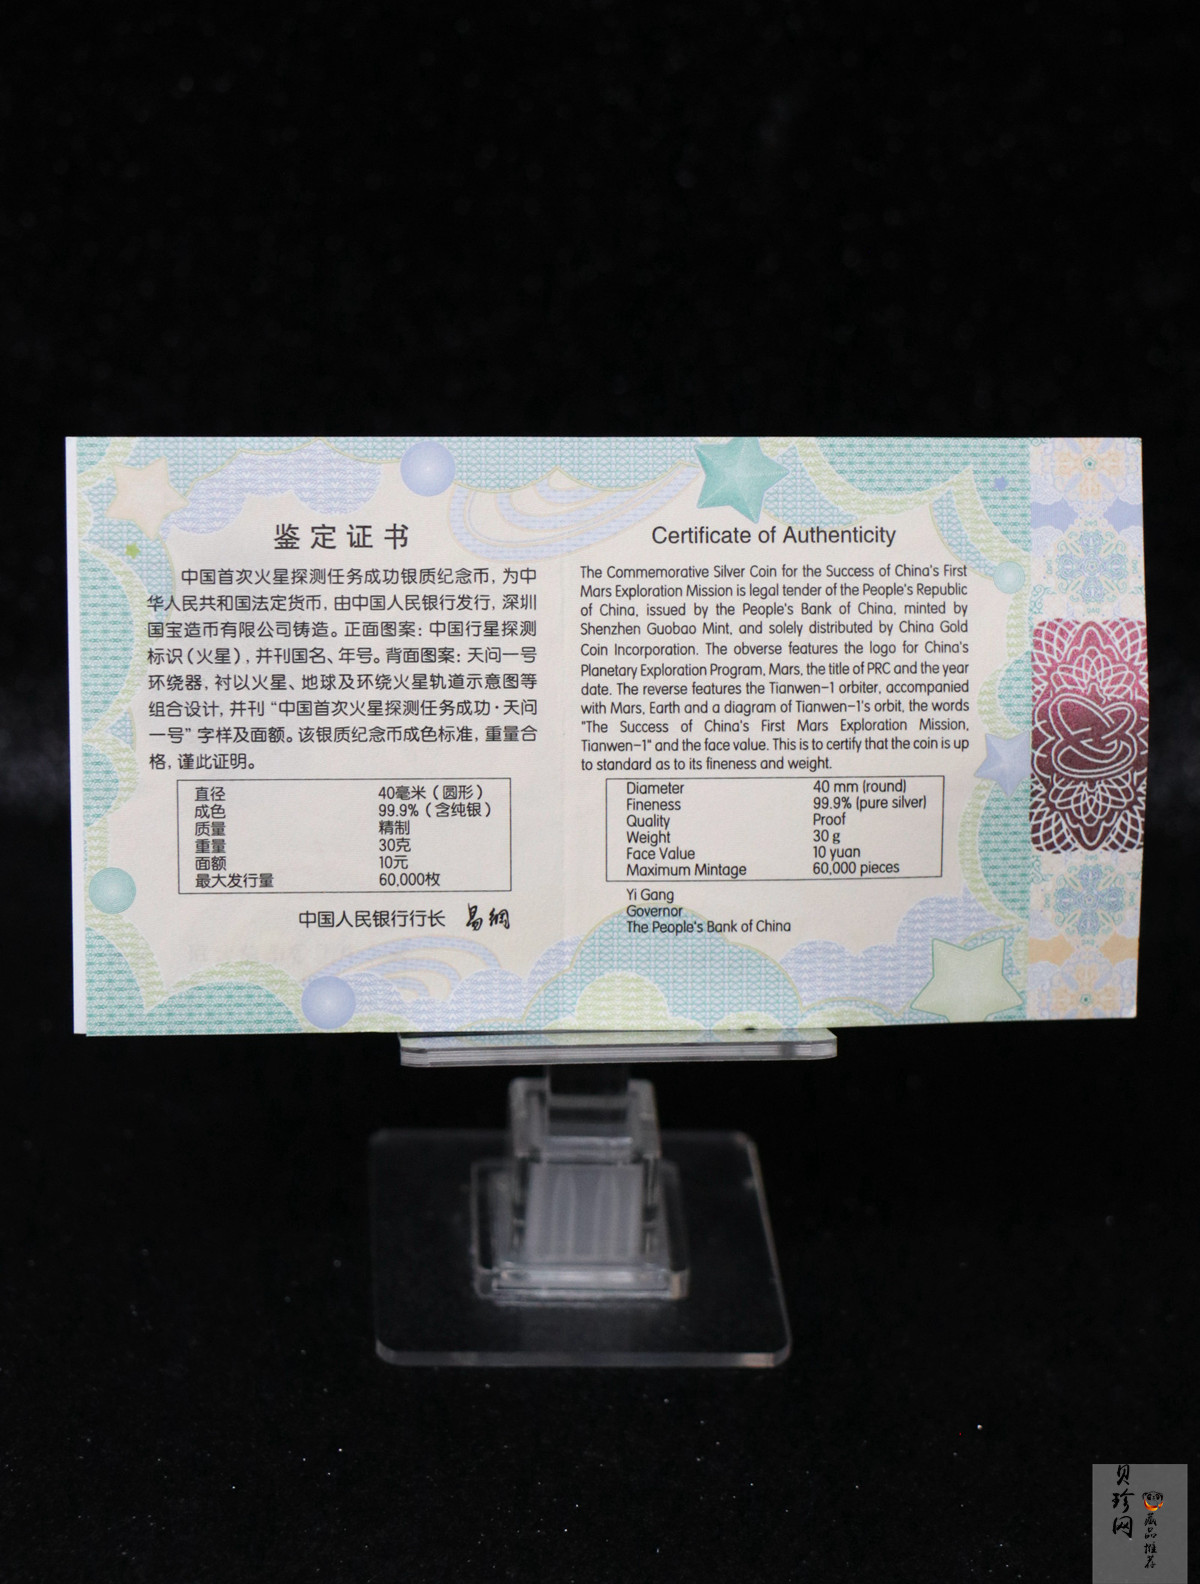 鉴定证书
中国首次火星探测任务成功银质纪念币，为中
华人民共和国法定货币，由中国人民银行发行，深圳
国宝造币有限公司铸造。正面图案：中国行星探测
标识（火星），并刊国名、年号。背面图案：天问一号
环绕器，衬以火星、地球及环绕火星轨道示意图等
组合设计，并刊“中国首次火星探测任务成功·天问
一号”字样及面额。该银质纪念币成色标准，重量合
格，谨此证明。
直径 40毫米（圆形）
成色 99.9%（含纯银）
质量 精制
重量 30克
面额 10元
最大发行量 60,000枚
中国人民银行行长 易纲
Certificate of Authenticity
The Commemorative Silver Coin for the Success of China's First
Mars Exploration Mission is legal tender of the People's Republic
of China, issued by the People's Bank of China, minted by
Shenzhen Guobao Mint, and solely distributed by China Gold
Coin Incorporation. The obverse features the logo for China's
Planetary Exploration Program, Mars, the title of PRC and the year
date. The reverse features the Tianwen-1 orbiter, accompanied
with Mars, Earth and a diagram of Tianwen-1's orbit, the words
"The Success of China's First Mars Exploration Mission,
Tianwen-1" and the face value. This is to certify that the coin is up
to standard as to its fineness and weight.
Diameter 40 mm (round)
Fineness 99.9% (pure silver)
Quality Proof
Weight 30 g
Face Value 10 yuan
Maximum Mintage 60,000 pieces
Yi Gang
Governor
The People's Bank of China
贝珍网
藏品推荐